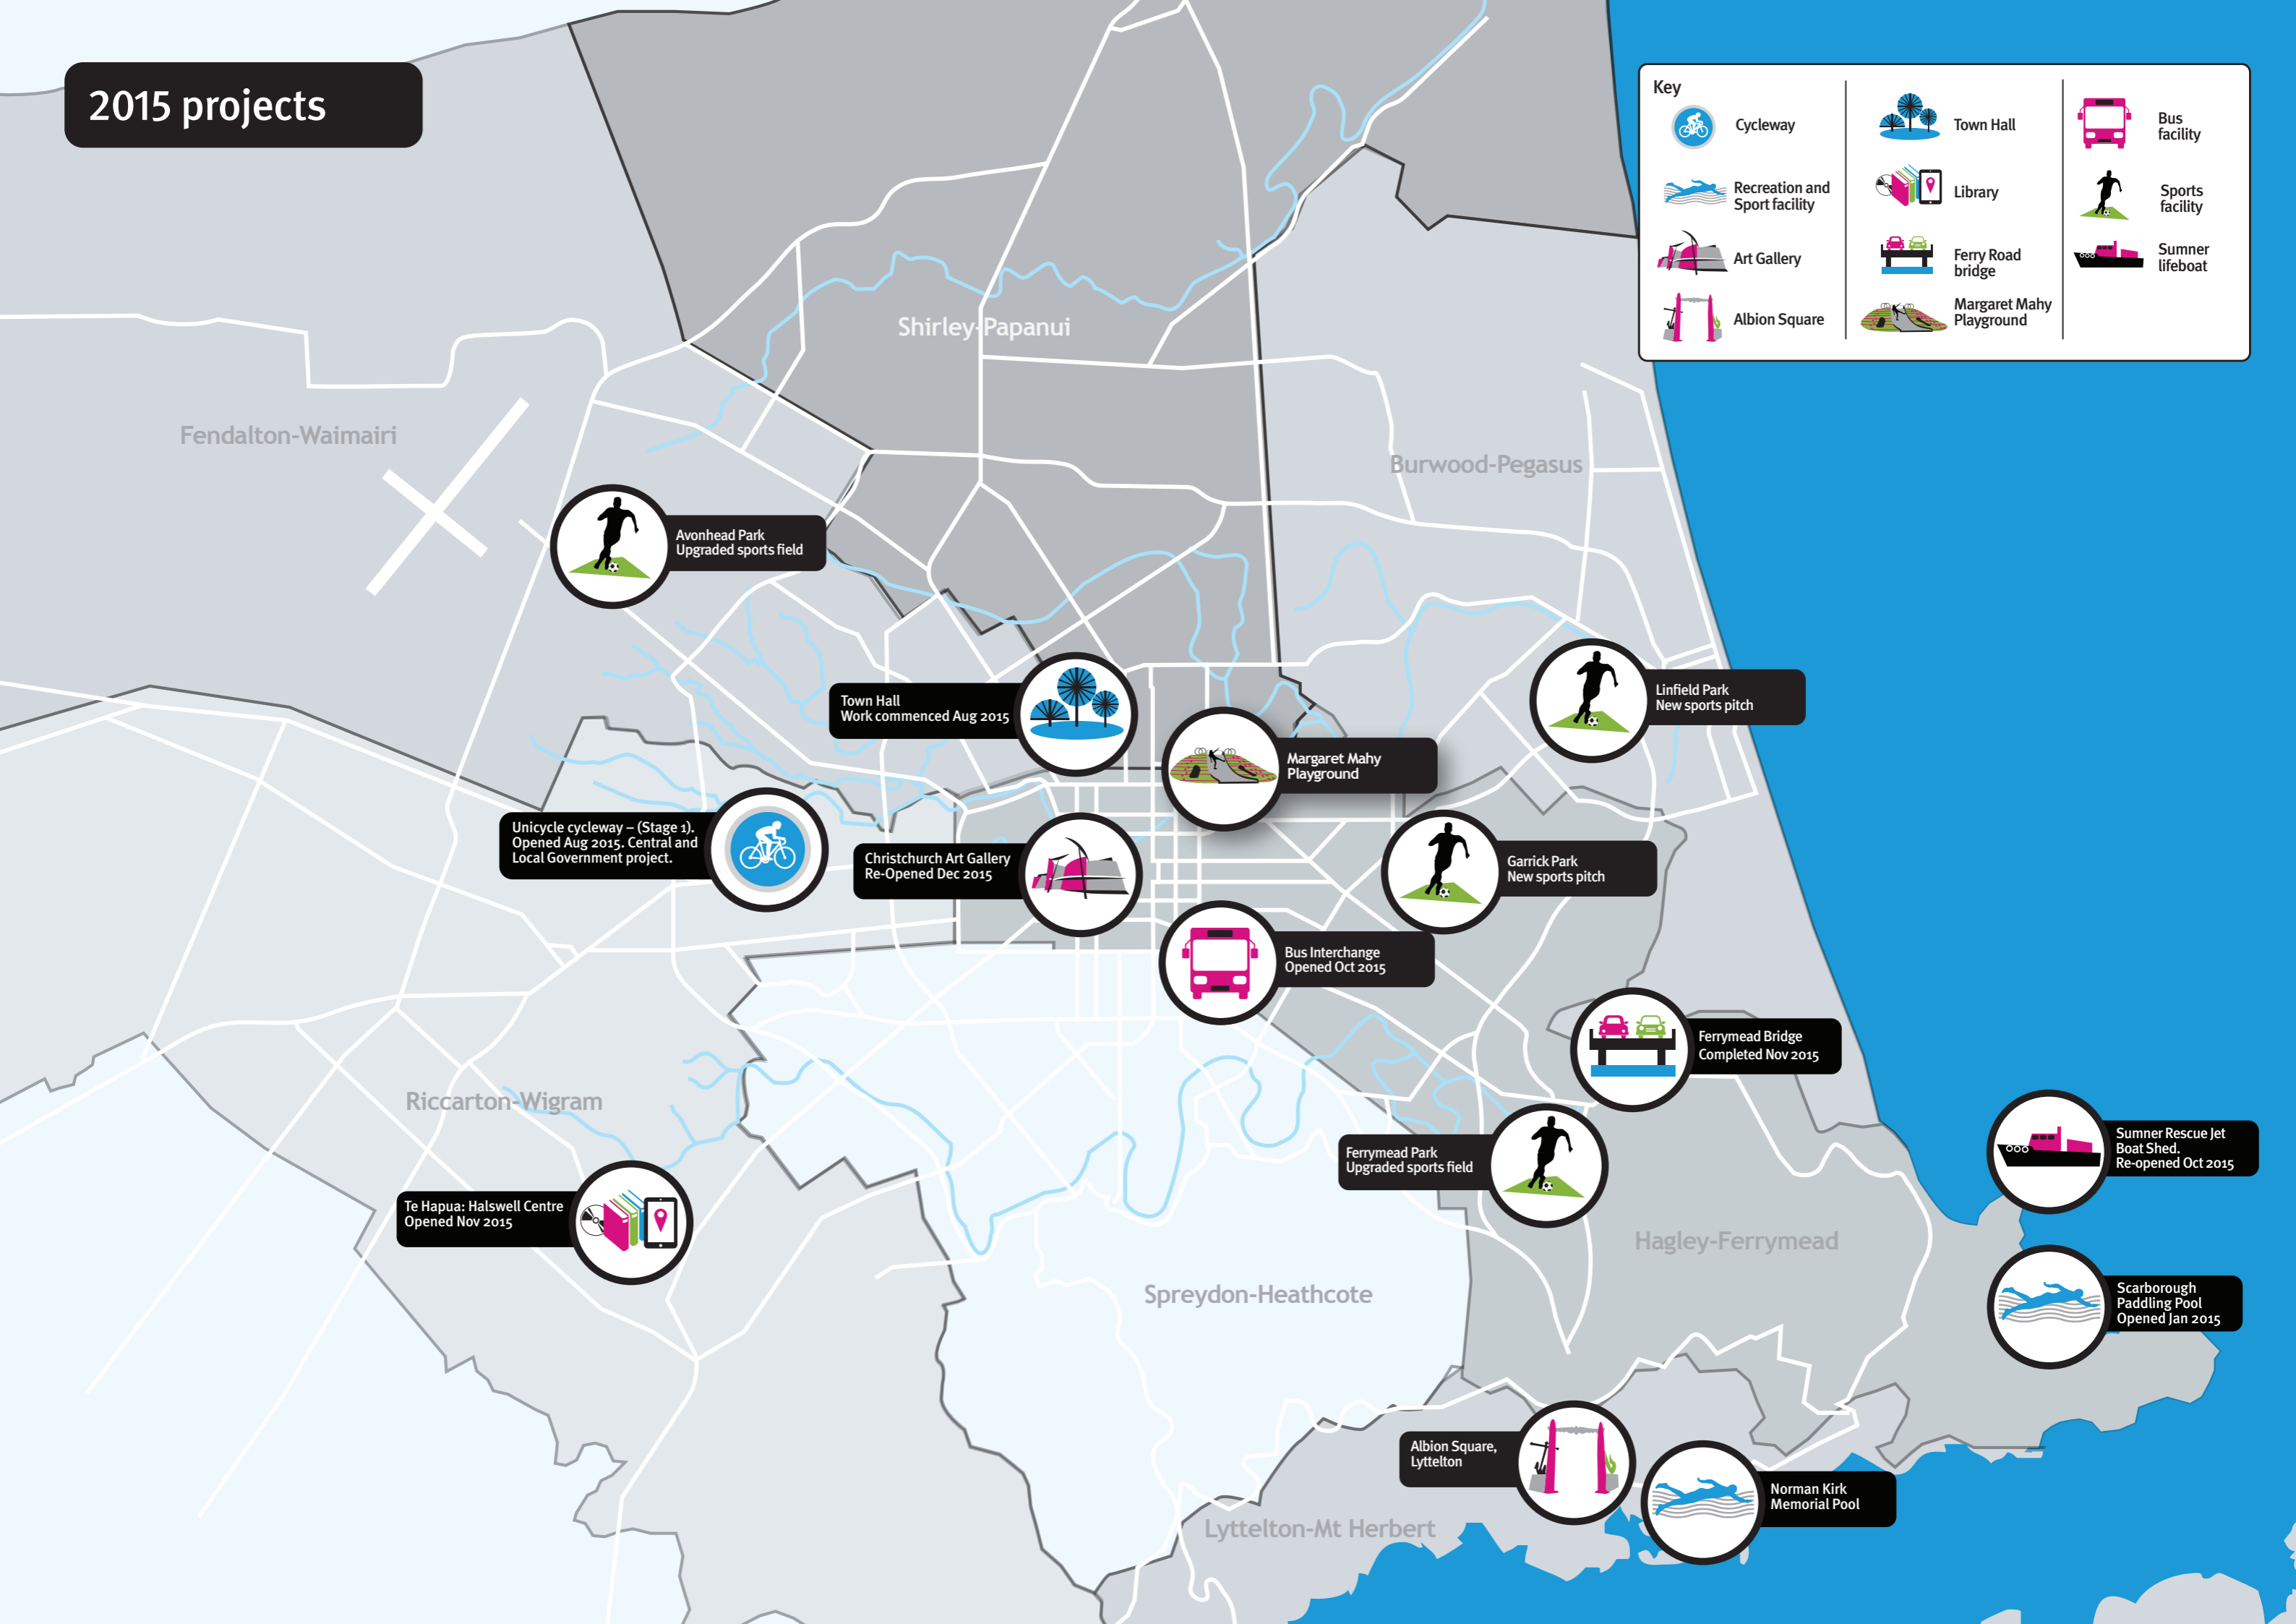 2015 projects
Key
Cycleway
Recreation and
Sport facility
Art Gallery
Albion Square
Town Hall
Library
Ferry Road
bridge
Margaret Mahy
Playground
Bus
facility
Sports
facility
Sumner
lifeboat
Shirley-Papanui
Fendalton-Waimairi
Burwood-Pegasus
Avonhead Park
Upgraded sports field
Town Hall
Work commenced Aug 2015
Linfield Park
New sports pitch
Margaret Mahy
Playground
Unicycle cycleway – (Stage 1).
Opened Aug 2015. Central and
Local Government project.
Christchurch Art Gallery
Re-Opened Dec 2015
Garrick Park
New sports pitch
Bus Interchange
Opened Oct 2015
Ferrymead Bridge
Completed Nov 2015
Riccarton-Wigram
Ferrymead Park
Upgraded sports field
Sumner Rescue Jet
Boat Shed.
Re-opened Oct 2015
Te Hapua: Halswell Centre
Opened Nov 2015
Hagley-Ferrymead
Spreydon-Heathcote
Scarborough
Paddling Pool
Opened Jan 2015
Albion Square,
Lyttelton
Norman Kirk
Memorial Pool
Lyttelton-Mt Herbert